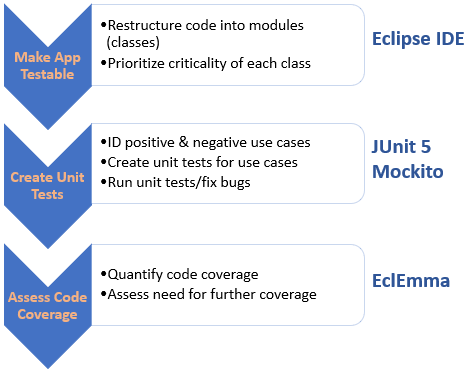 Make App
Testable
•Restructure code into modules
(classes)
•Prioritize criticality of each class
Eclipse IDE
Create Unit
Tests
•ID positive & negative use cases
•Create unit tests for use cases
•Run unit tests/fix bugs
JUnit 5
Mockito
Assess Code
Coverage
•Quantify code coverage
•Assess need for further coverage
EclEmma